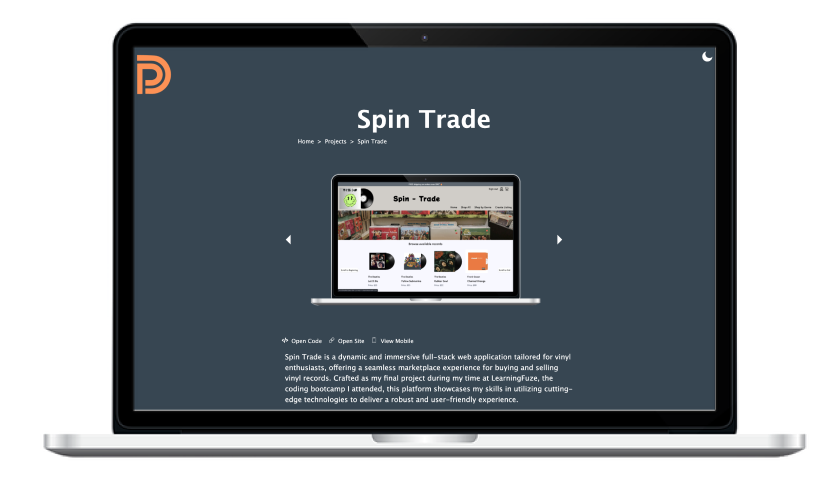 Spin Trade
Home > Projects > Spin Trade
Spin - Trade
Browse available records
</> Open Code Open Site View Mobile
Spin Trade is a dynamic and immersive full-stack web application tailored for vinyl
enthusiasts, offering a seamless marketplace experience for buying and selling
vinyl records. Crafted as my final project during my time at LearningFuze, the
coding bootcamp I attended, this platform showcases my skills in utilizing cutting-
edge technologies to deliver a robust and user-friendly experience.